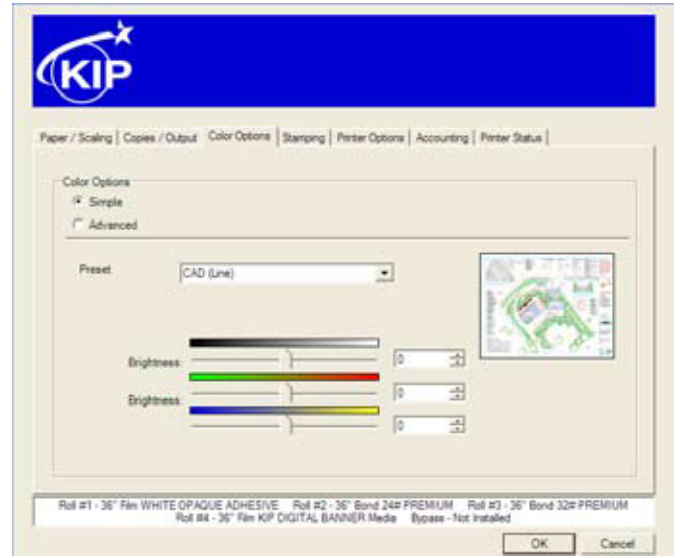 KIP
Paper / Scaling Copies / Output Color Options Stamping Printer Options Accounting Printer Status
Color Options
Simple
Advanced
Preset CAD (Line)
Brightness: 0
Brightness: 0
0
Roll #1 - 36" Film WHITE OPAQUE ADHESIVE Roll #2 - 36" Bond 24# PREMIUM Roll #3 - 36" Bond 32# PREMIUM
Roll #4 - 36" Film KIP DIGITAL BANNER Media Bypass - Not Installed
OK Cancel